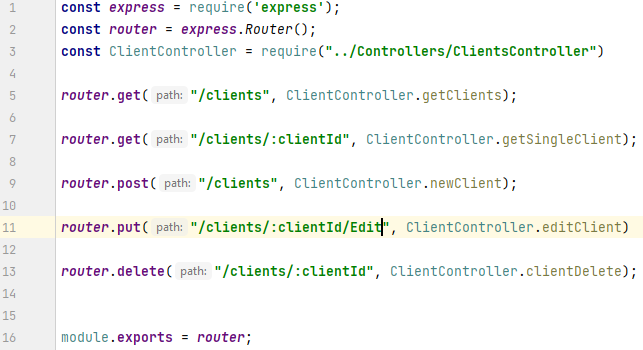 1 const express = require('express');
2 const router = express.Router();
3 const ClientController = require("../Controllers/ClientsController")
4
5 router.get( path: "/clients", ClientController.getClients);
6
7 router.get( path: "/clients/:clientId", ClientController.getSingleClient);
8
9 router.post( path: "/clients", ClientController.newClient);
10
11 router.put( path: "/clients/:clientId/Edit", ClientController.editClient)
12
13 router.delete( path: "/clients/:clientId", ClientController.clientDelete);
14
15
16 module.exports = router;